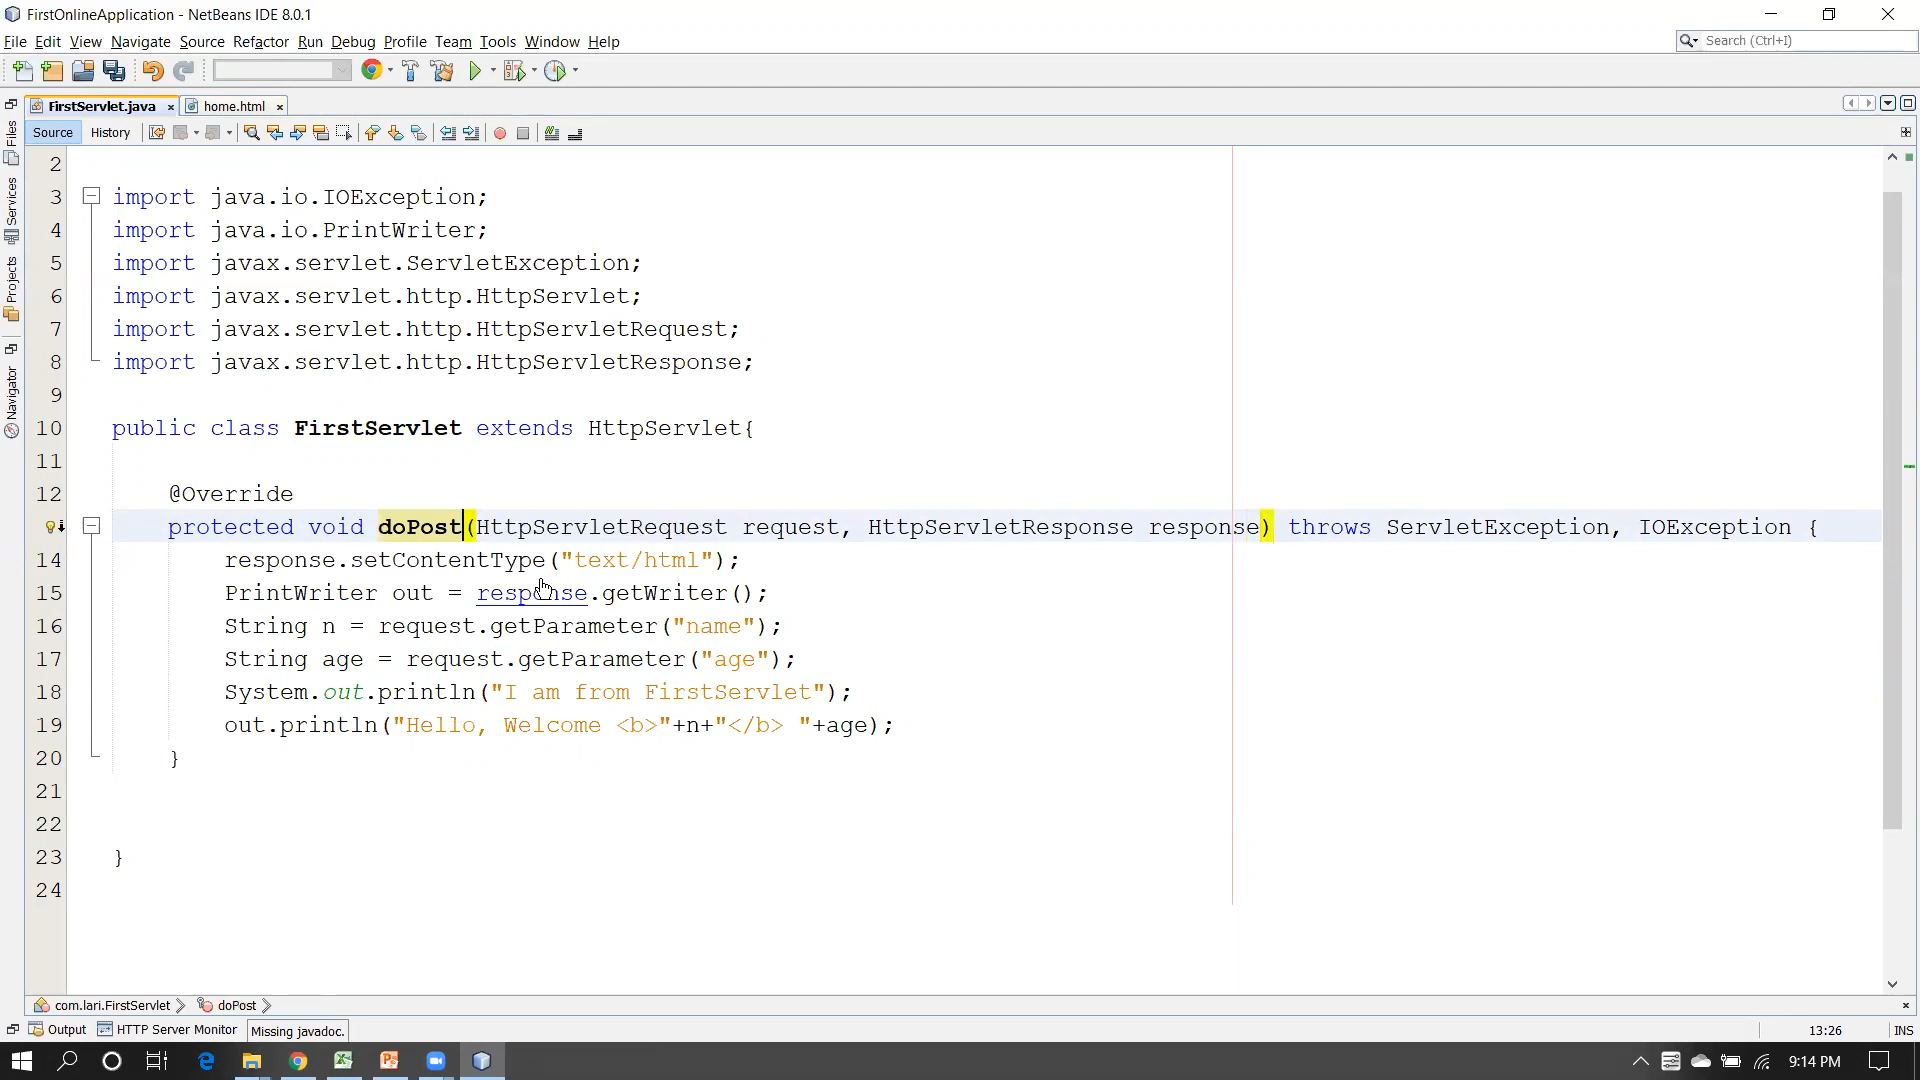 FirstOnlineApplication - NetBeans IDE 8.0.1
File Edit View Navigate Source Refactor Run Debug Profile Team Tools Window Help
Search (Ctrl+I)
FirstServlet.java home.html
Source History
Files
Services
Projects
Navigator
2
3 import java.io.IOException;
4 import java.io.PrintWriter;
5 import javax.servlet.ServletException;
6 import javax.servlet.http.HttpServlet;
7 import javax.servlet.http.HttpServletRequest;
8 import javax.servlet.http.HttpServletResponse;
9
10 public class FirstServlet extends HttpServlet{
11
12 @Override
protected void doPost(HttpServletRequest request, HttpServletResponse response) throws ServletException, IOException {
14 response.setContentType("text/html");
15 PrintWriter out = response.getWriter();
16 String n = request.getParameter("name");
17 String age = request.getParameter("age");
18 System.out.println("I am from FirstServlet");
19 out.println("Hello, Welcome <b>"+n+"</b> "+age);
20 }
21
22
23 }
24
com.lari.FirstServlet doPost
Output HTTP Server Monitor Missing javadoc. 13:26 INS
9:14 PM